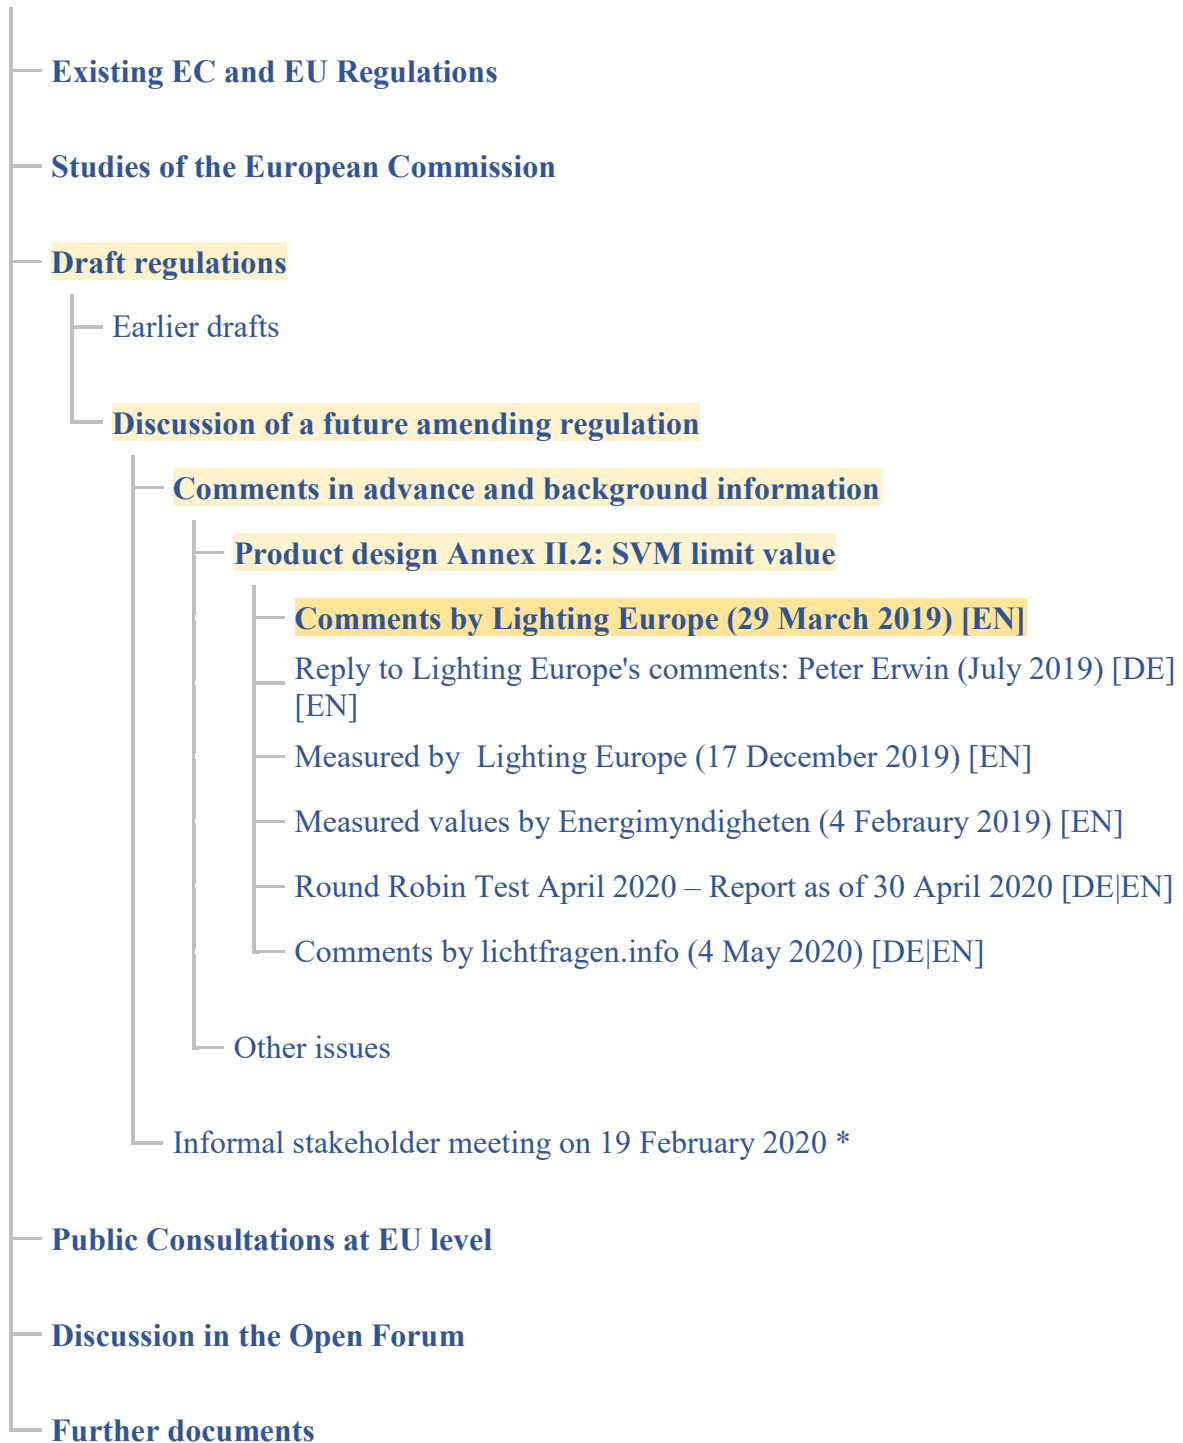 Existing EC and EU Regulations
Studies of the European Commission
Draft regulations
Earlier drafts
Discussion of a future amending regulation
Comments in advance and background information
Product design Annex II.2: SVM limit value
Comments by Lighting Europe (29 March 2019) [EN]
Reply to Lighting Europe's comments: Peter Erwin (July 2019) [DE]
[EN]
Measured by  Lighting Europe (17 December 2019) [EN]
Measured values by Energimyndigheten (4 Febraury 2019) [EN]
Round Robin Test April 2020 – Report as of 30 April 2020 [DE|EN]
Comments by lichtfragen.info (4 May 2020) [DE|EN]
Other issues
Informal stakeholder meeting on 19 February 2020 *
Public Consultations at EU level
Discussion in the Open Forum
Further documents